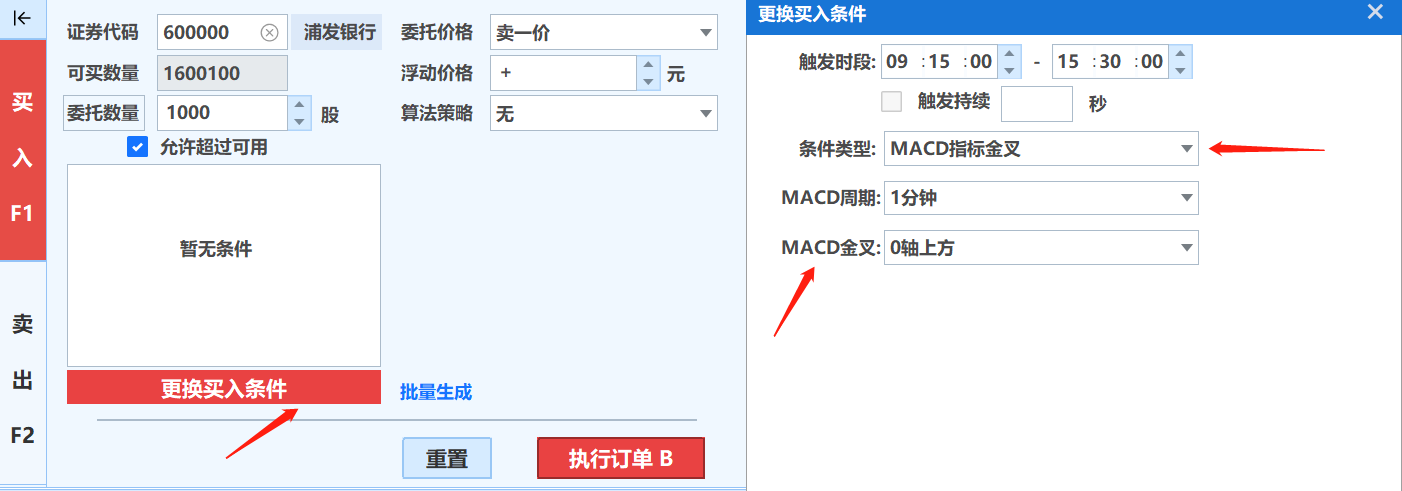 买
入
F1
卖
出
F2
证券代码 600000 浦发银行 委托价格 卖一价
可买数量 1600100 浮动价格 + 元
委托数量 1000 股 算法策略 无
允许超过可用
暂无条件
更换买入条件 批量生成
重置 执行订单 B
更换买入条件
触发时段: 09 : 15 : 00 - 15 : 30 : 00
触发持续 秒
条件类型: MACD指标金叉
MACD周期: 1分钟
MACD金叉: 0轴上方